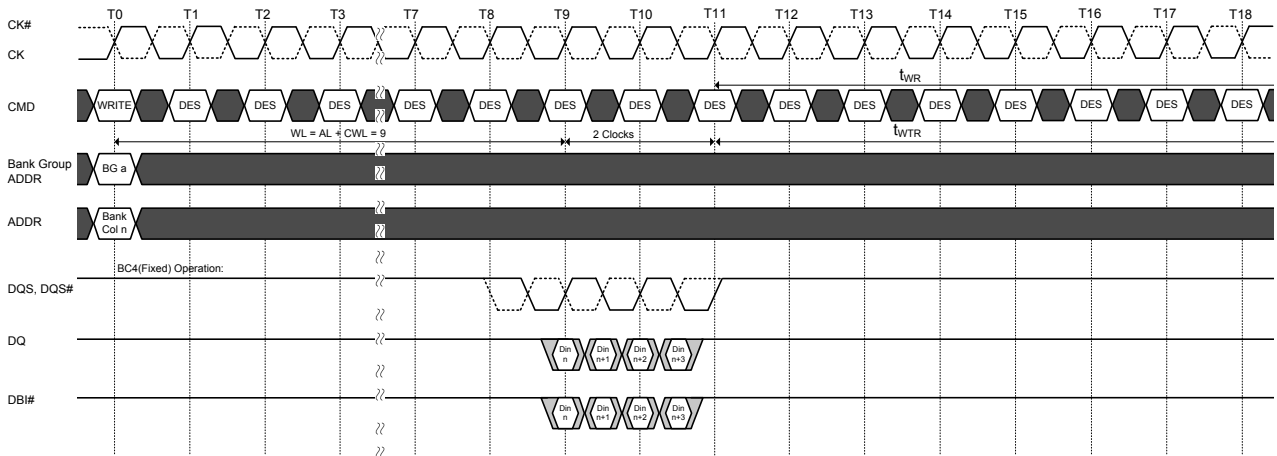 T0 T1 T2 T3 T7 T8 T9 T10 T11 T12 T13 T14 T15 T16 T17 T18
CK#
CK
tWR
CMD WRITE DES DES DES DES DES DES DES DES DES DES DES DES DES DES DES
WL = AL + CWL = 9 2 Clocks tWTR
Bank Group
ADDR
BG a
ADDR
Bank
Col n
BC4(Fixed) Operation:
DQS, DQS#
DQ
Din Din Din Din
n n+1 n+2 n+3
DBI#
Din Din Din Din
n n+1 n+2 n+3